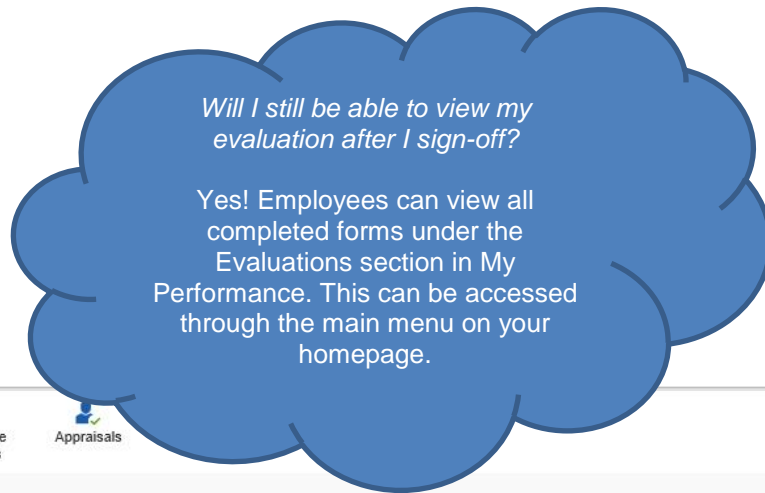 Will I still be able to view my
evaluation after I sign-off?
Yes! Employees can view all
completed forms under the
Evaluations section in My
Performance. This can be accessed
through the main menu on your
homepage.
Appraisals